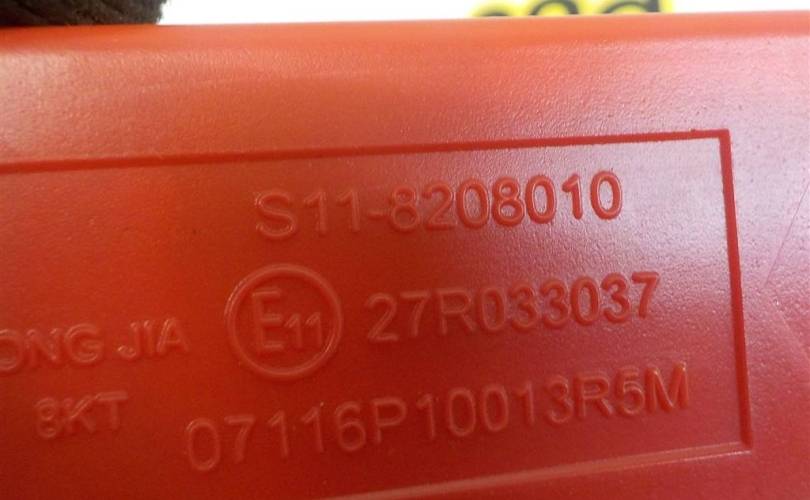 S11-8208010
ONG JIA E11 27R033037
8KT 07116P10013R5M